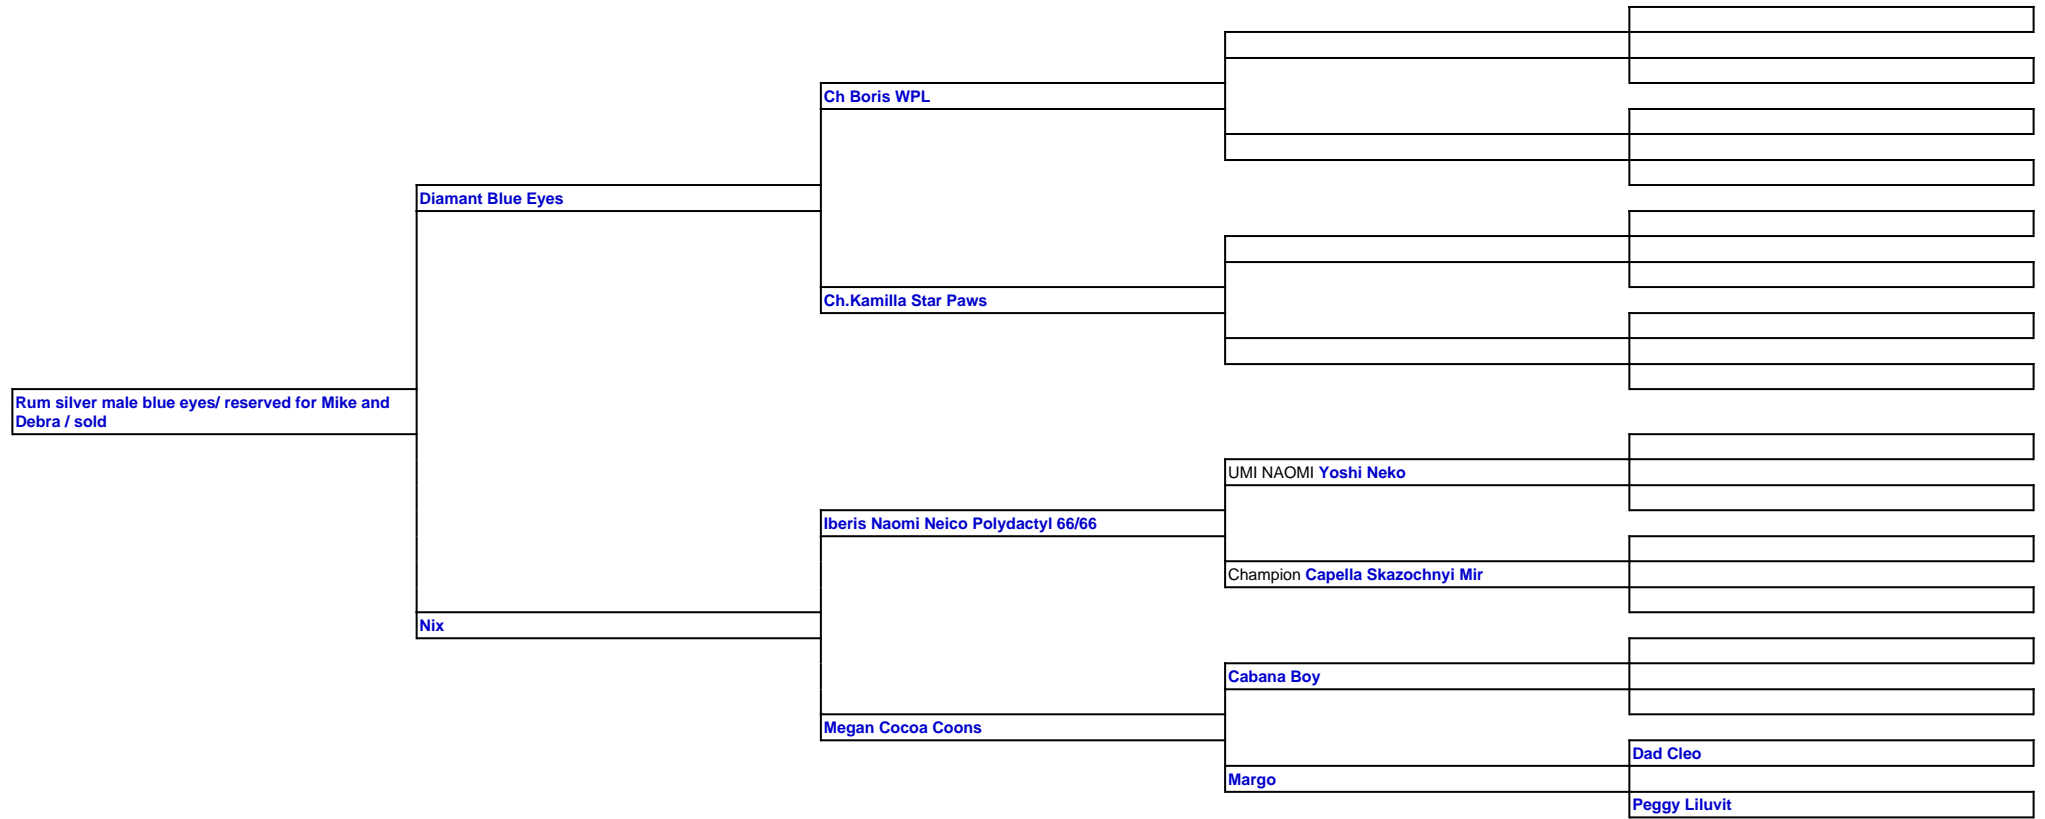 Ch Boris WPL
Diamant Blue Eyes
Ch.Kamilla Star Paws
Rum silver male blue eyes/ reserved for Mike and
Debra / sold
UMI NAOMI Yoshi Neko
Iberis Naomi Neico Polydactyl 66/66
Champion Capella Skazochnyi Mir
Nix
Cabana Boy
Megan Cocoa Coons
Dad Cleo
Margo
Peggy Liluvit